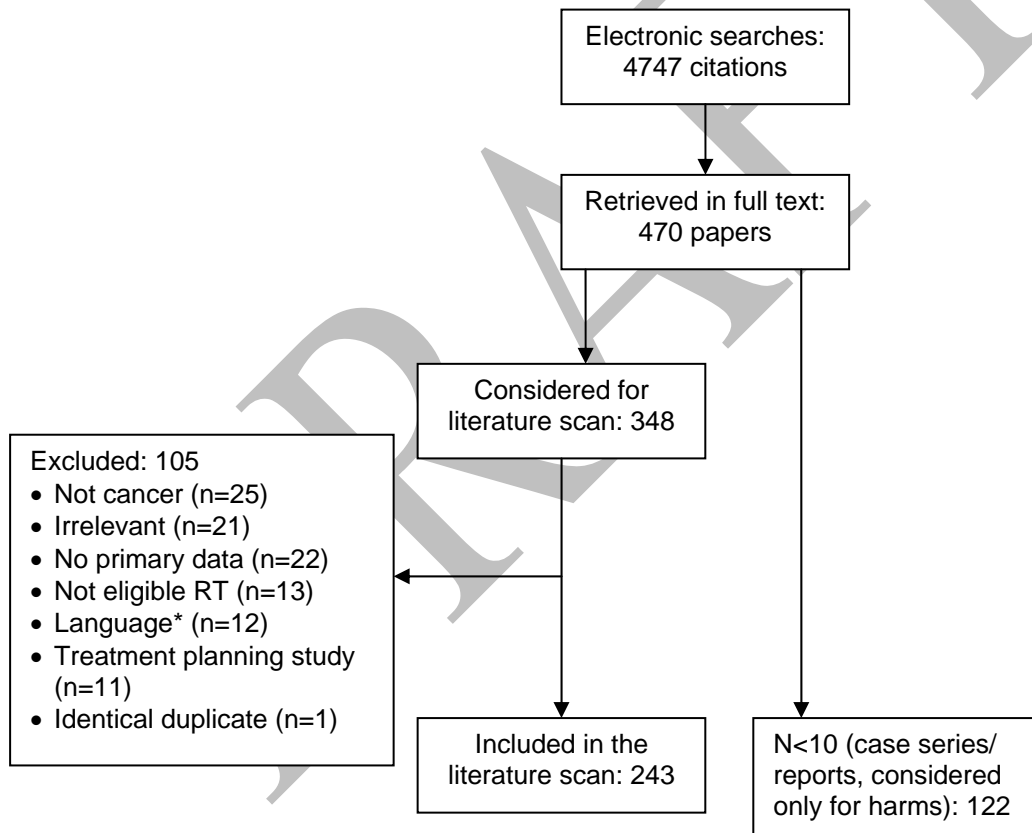 Electronic searches:
4747 citations
Retrieved in full text:
470 papers
Considered for
literature scan: 348
Excluded: 105
• Not cancer (n=25)
• Irrelevant (n=21)
• No primary data (n=22)
• Not eligible RT (n=13)
• Language* (n=12)
• Treatment planning study
(n=11)
• Identical duplicate (n=1)
Included in the
literature scan: 243
N<10 (case series/
reports, considered
only for harms): 122